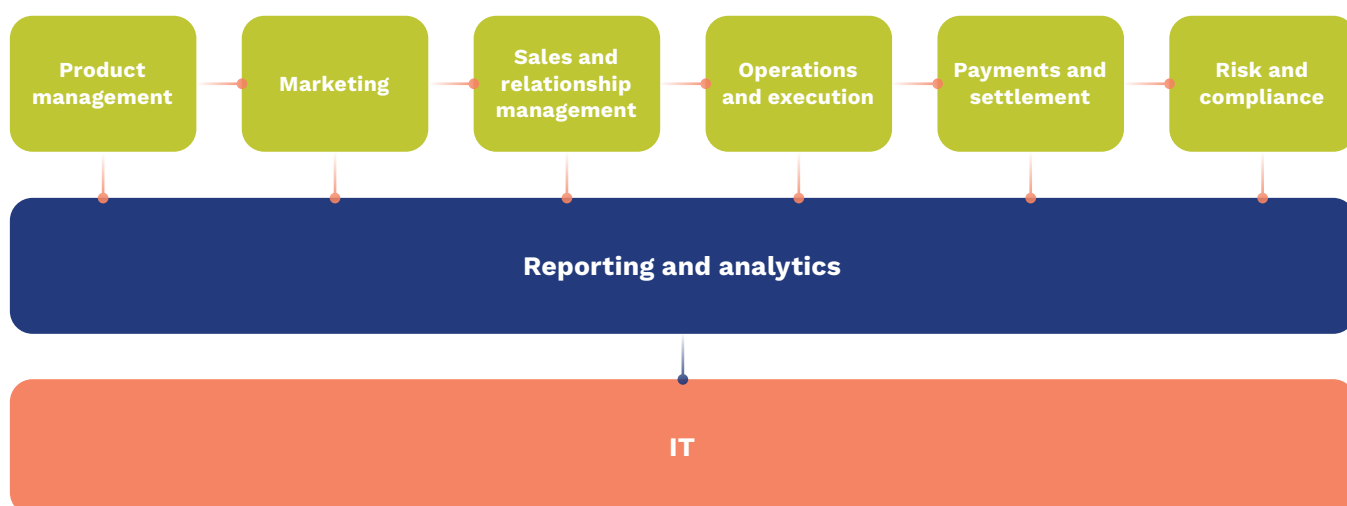 Product
management
Marketing
Sales and
relationship
management
Operations
and execution
Payments and
settlement
Risk and
compliance
Reporting and analytics
IT